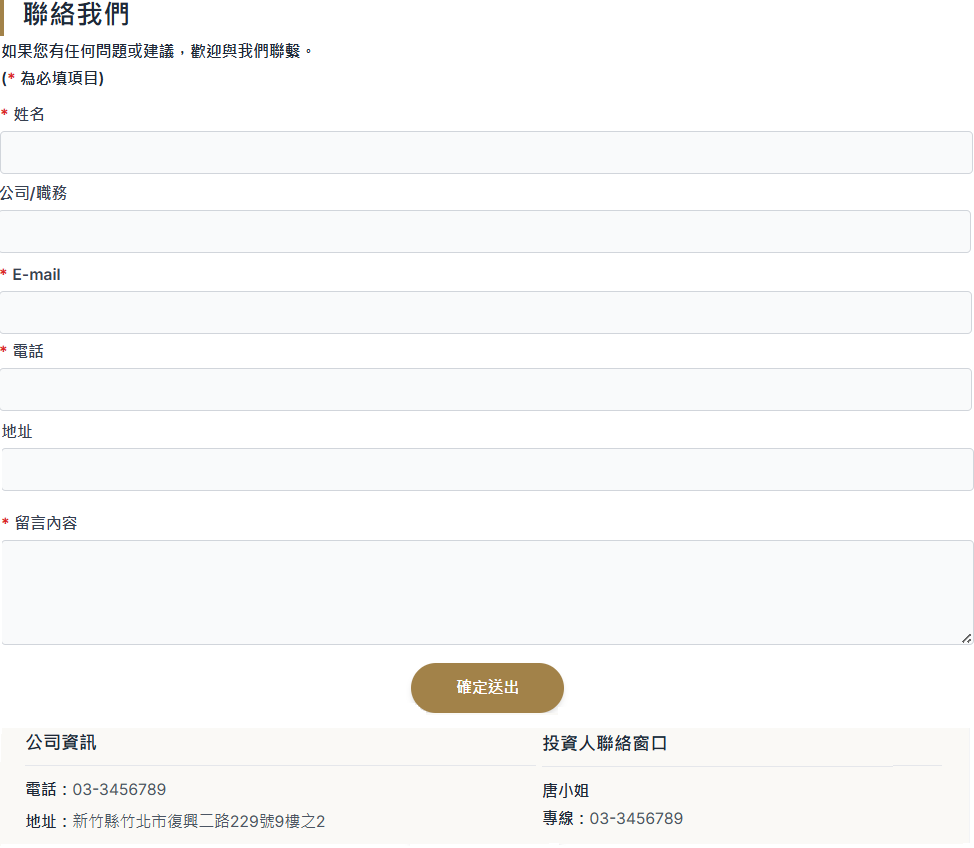 聯絡我們
如果您有任何問題或建議，歡迎與我們聯繫。
(* 為必填項目)
* 姓名
公司/職務
* E-mail
* 電話
地址
* 留言內容
確定送出
公司資訊
電話：03-3456789
地址：新竹縣竹北市復興二路229號9樓之2
投資人聯絡窗口
唐小姐
專線：03-3456789